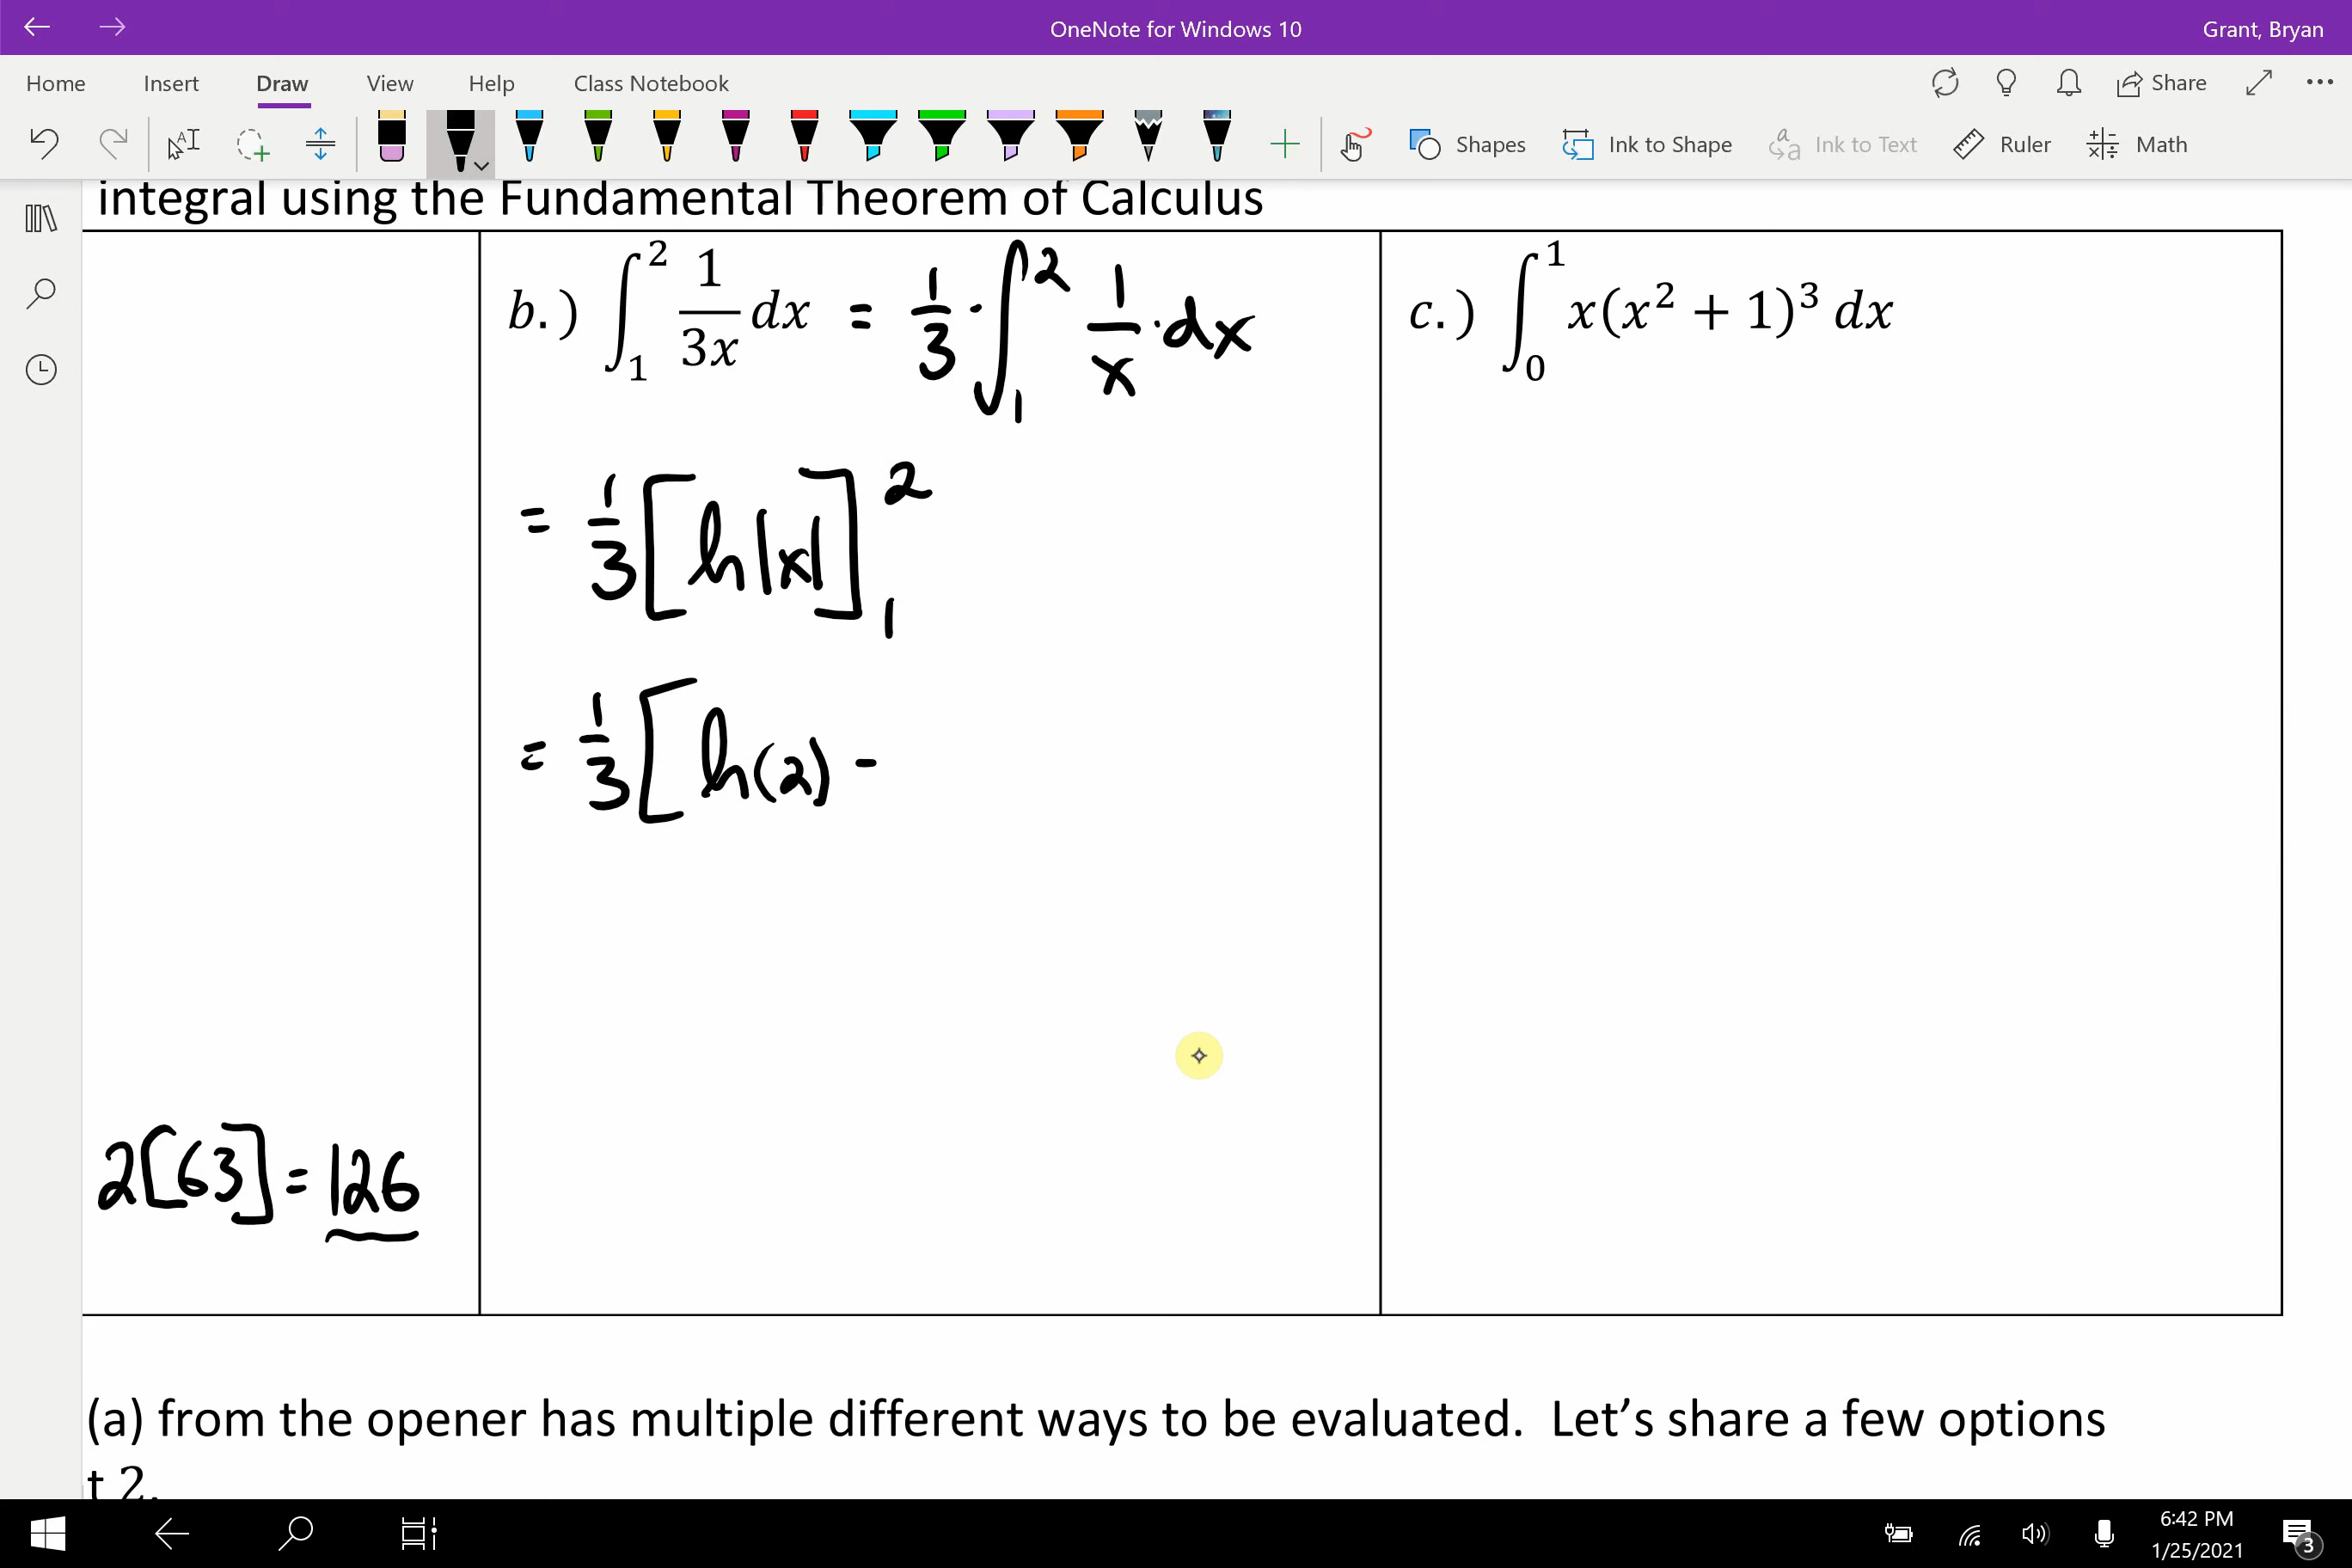 OneNote for Windows 10
Grant, Bryan
Home Insert Draw View Help Class Notebook
Share
Shapes Ink to Shape Ink to Text Ruler Math
integral using the Fundamental Theorem of Calculus
b.) ∫₁² 1/(3x) dx = 1/3 · ∫₁² 1/x · dx
= 1/3 [ln|x|]₁²
= 1/3 [ln(2) -
c.) ∫₀¹ x(x² + 1)³ dx
2[63] = 126
(a) from the opener has multiple different ways to be evaluated. Let’s share a few options
t 2.
6:42 PM
1/25/2021
3